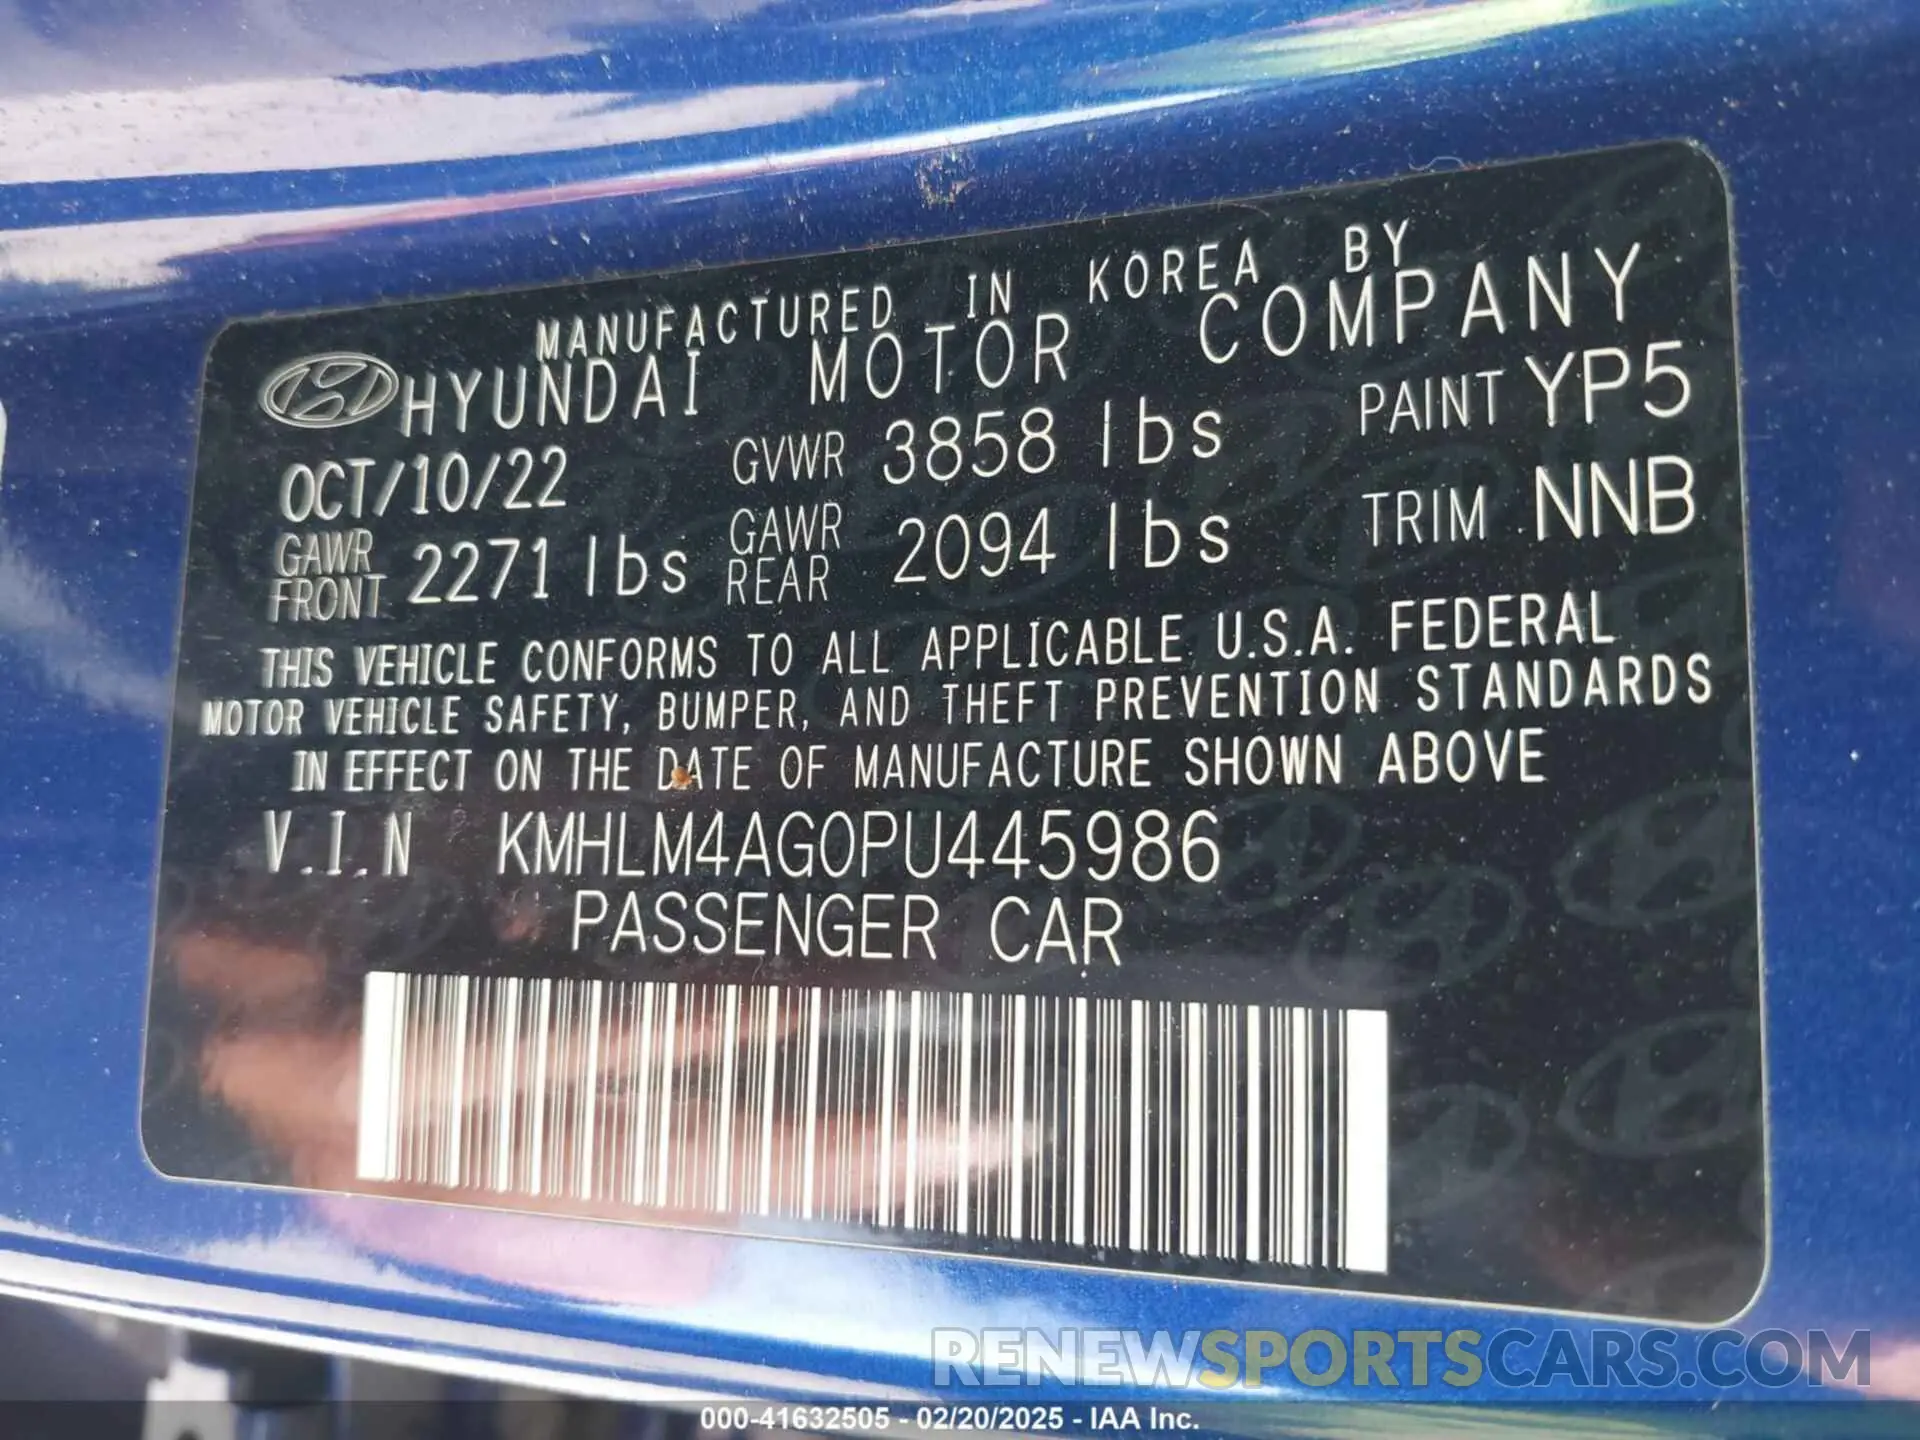 MANUFACTURED IN KOREA BY
HYUNDAI MOTOR COMPANY
OCT/10/22 GVWR 3858 lbs PAINT YP5
GAWR FRONT 2271 lbs GAWR REAR 2094 lbs TRIM NNB
THIS VEHICLE CONFORMS TO ALL APPLICABLE U.S.A. FEDERAL
MOTOR VEHICLE SAFETY, BUMPER, AND THEFT PREVENTION STANDARDS
IN EFFECT ON THE DATE OF MANUFACTURE SHOWN ABOVE
V.I.N KMHLM4AG0PU445986
PASSENGER CAR
RENEWSPORTSCARS.COM
000-41632505 - 02/20/2025 - IAA Inc.